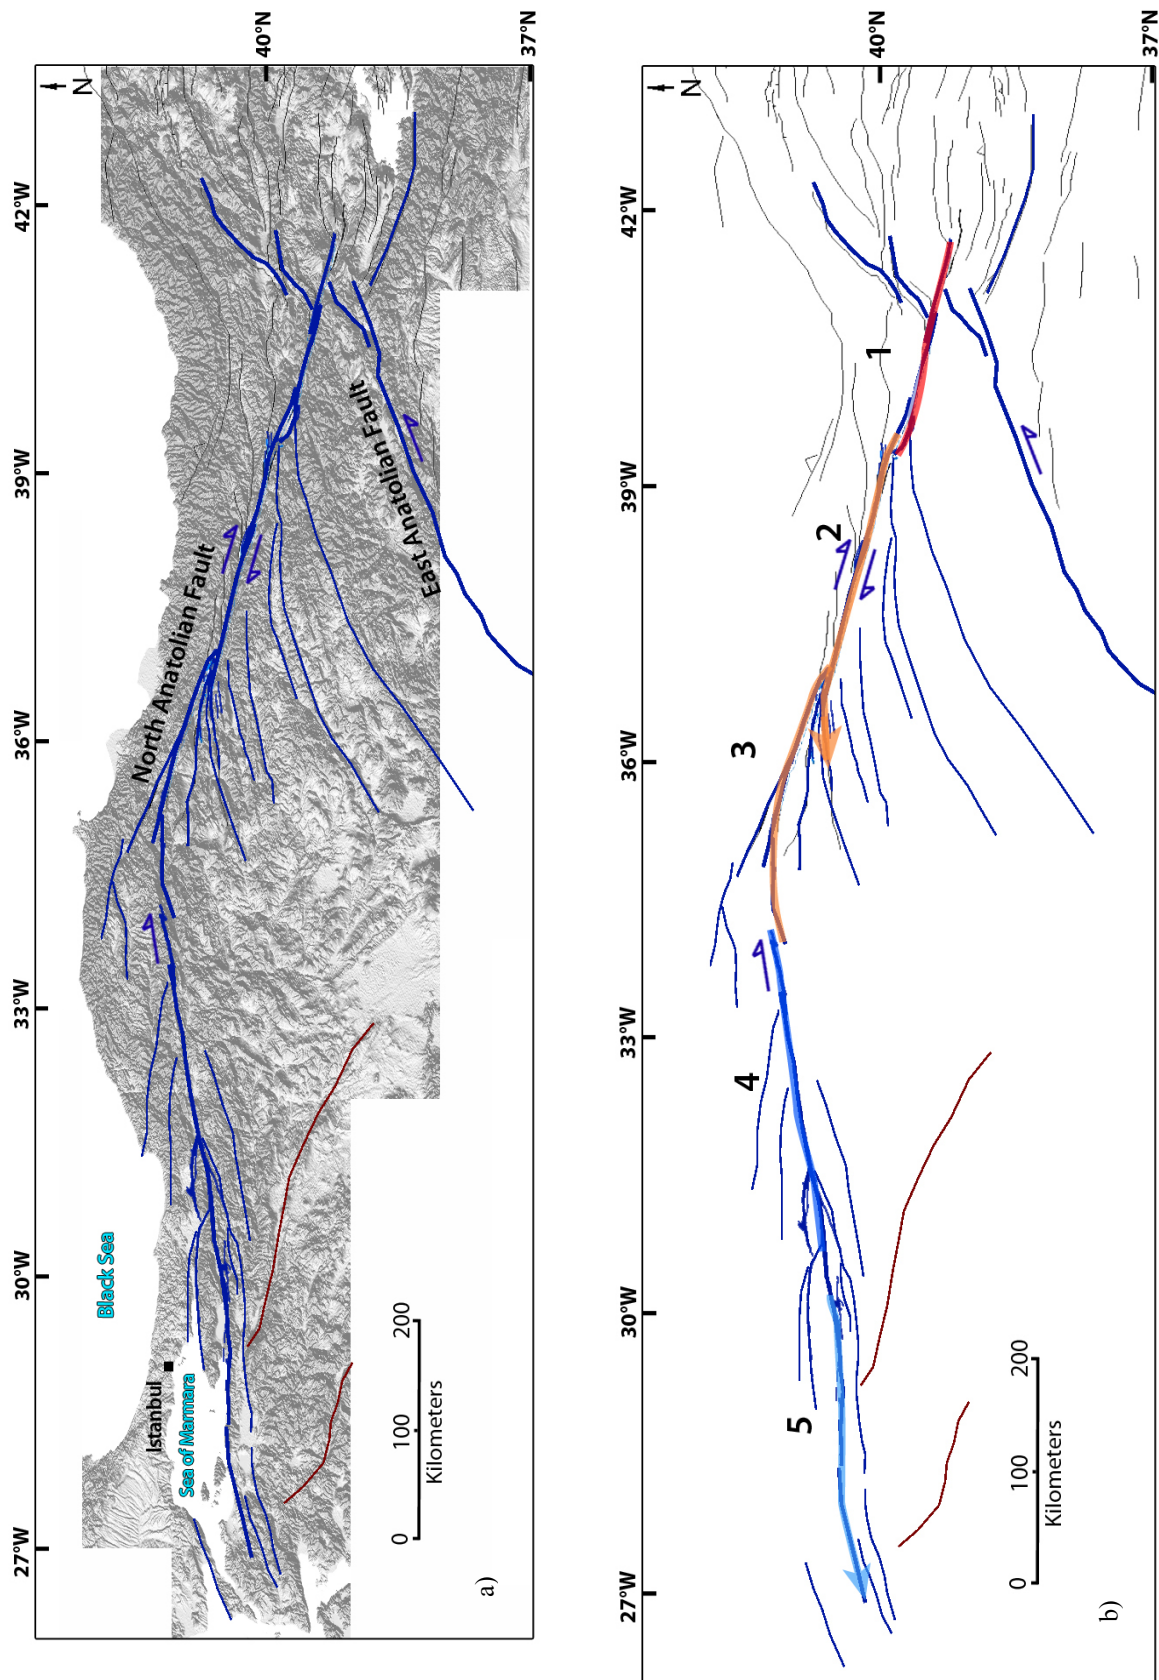 27°W
30°W
33°W
36°W
39°W
42°W
N
40°N
37°N
Black Sea
Istanbul
Sea of Marmara
North Anatolian Fault
East Anatolian Fault
0
100
200
Kilometers
a)
27°W
30°W
33°W
36°W
39°W
42°W
N
40°N
37°N
1
2
3
4
5
0
100
200
Kilometers
b)